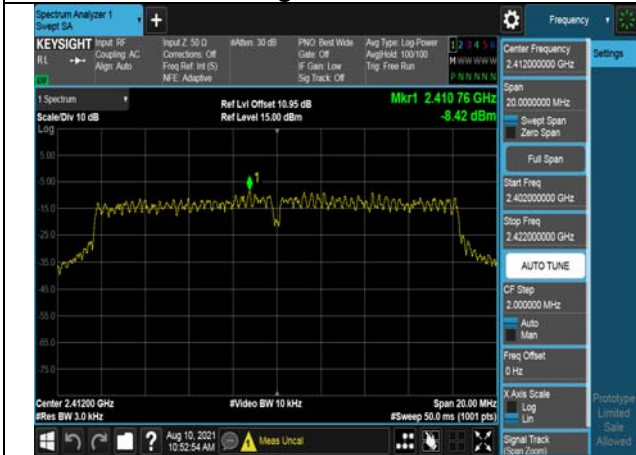 Spectrum Analyzer 1
Swept SA
Frequency
KEYSIGHT
RL
Input: RF
Coupling: AC
Align: Auto
Input Z: 50 Ω
Corrections: Off
Freq Ref: Int (S)
NFE: Adaptive
#Atten: 30 dB
PNO: Best Wide
Gate: Off
IF Gain: Low
Sig Track: Off
Avg Type: Log-Power
Avg|Hold: 100/100
Trig: Free Run
1 2 3 4 5 6
M W W W W W
P N N N N N
1 Spectrum
Scale/Div 10 dB
Log
Ref Lvl Offset 10.95 dB
Ref Level 15.00 dBm
Mkr1 2.410 76 GHz
-8.42 dBm
1
5.00
-5.00
-15.0
-25.0
-35.0
-45.0
-55.0
-65.0
-75.0
Center 2.41200 GHz
#Res BW 3.0 kHz
#Video BW 10 kHz
Span 20.00 MHz
#Sweep 50.0 ms (1001 pts)
Aug 10, 2021
10:52:54 AM
Meas Uncal
Center Frequency
2.412000000 GHz
Settings
Span
20.0000000 MHz
Swept Span
Zero Span
Full Span
Start Freq
2.402000000 GHz
Stop Freq
2.422000000 GHz
AUTO TUNE
CF Step
2.000000 MHz
Auto
Man
Freq Offset
0 Hz
X Axis Scale
Log
Lin
Signal Track
(Span Zoom)
Prototype
Limited
Sale
Allowed